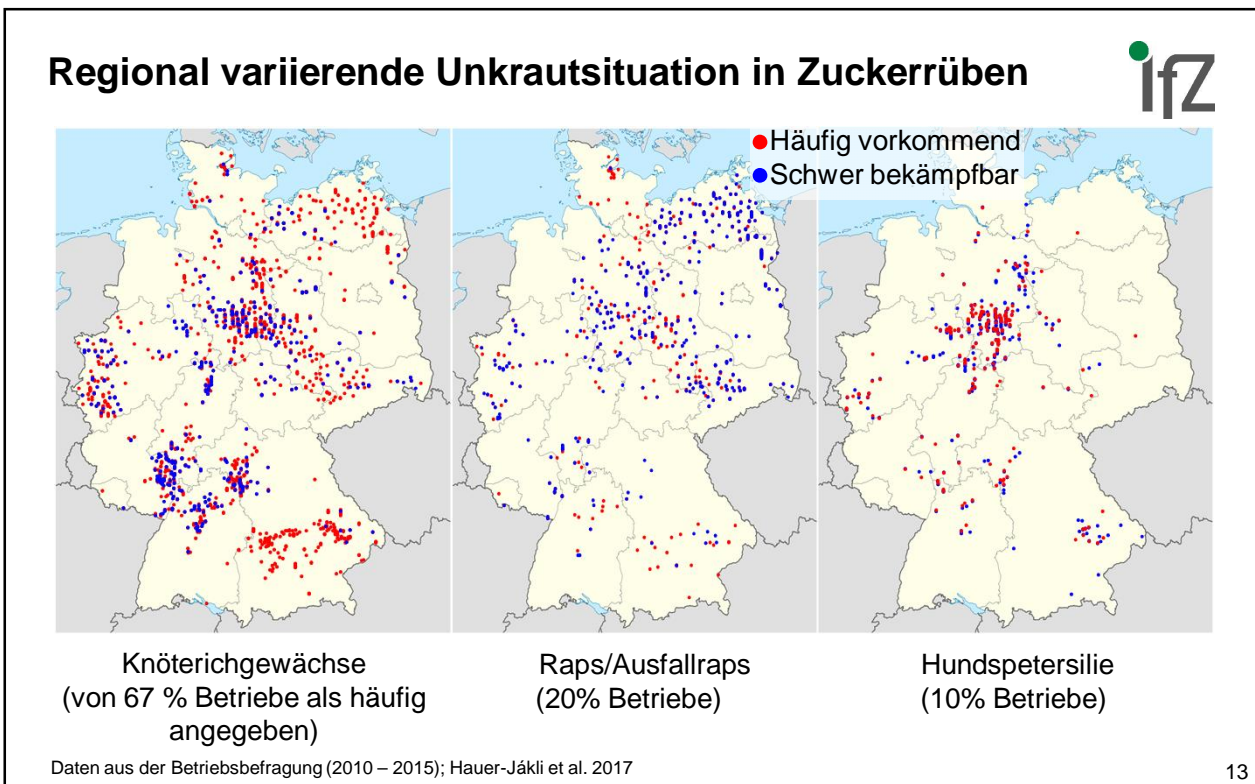 Regional variierende Unkrautsituation in Zuckerrüben
ifZ
Häufig vorkommend
Schwer bekämpfbar
Knöterichgewächse
(von 67 % Betriebe als häufig
angegeben)
Raps/Ausfallraps
(20% Betriebe)
Hundspetersilie
(10% Betriebe)
Daten aus der Betriebsbefragung (2010 – 2015); Hauer-Jákli et al. 2017
13